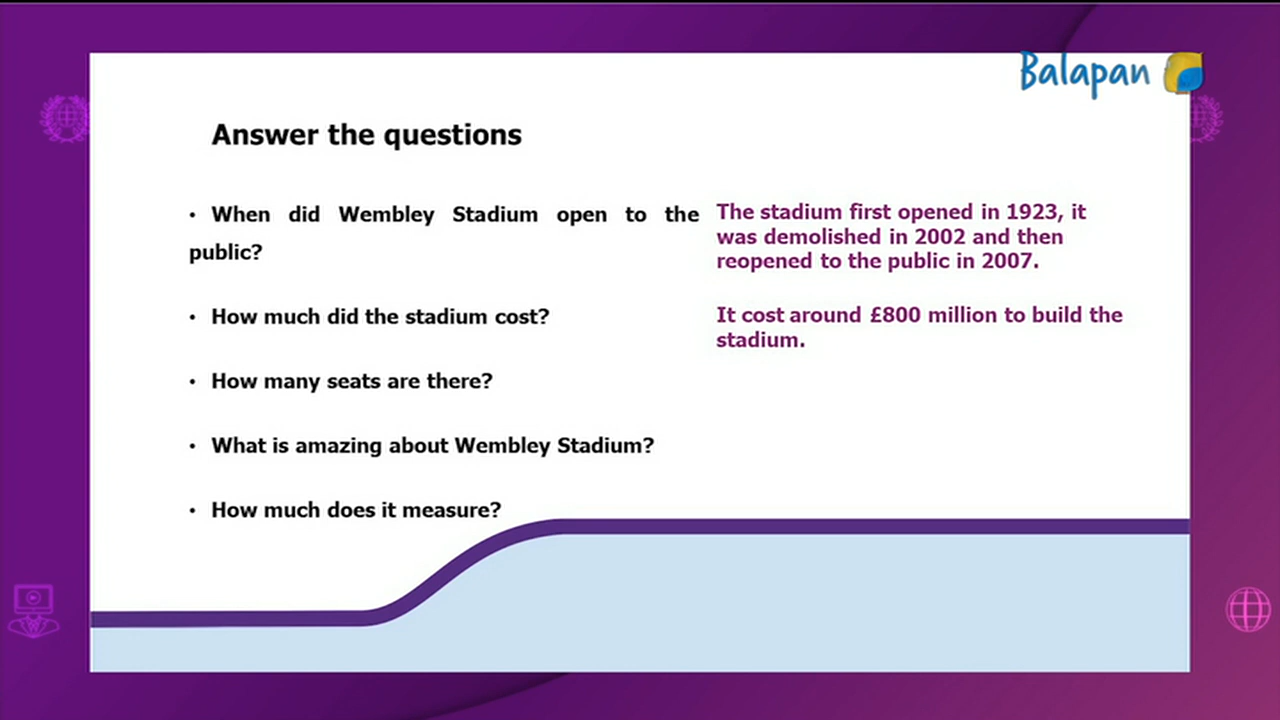 Balapan
Answer the questions
• When did Wembley Stadium open to the
public?
The stadium first opened in 1923, it
was demolished in 2002 and then
reopened to the public in 2007.
• How much did the stadium cost?
It cost around £800 million to build the
stadium.
• How many seats are there?
• What is amazing about Wembley Stadium?
• How much does it measure?